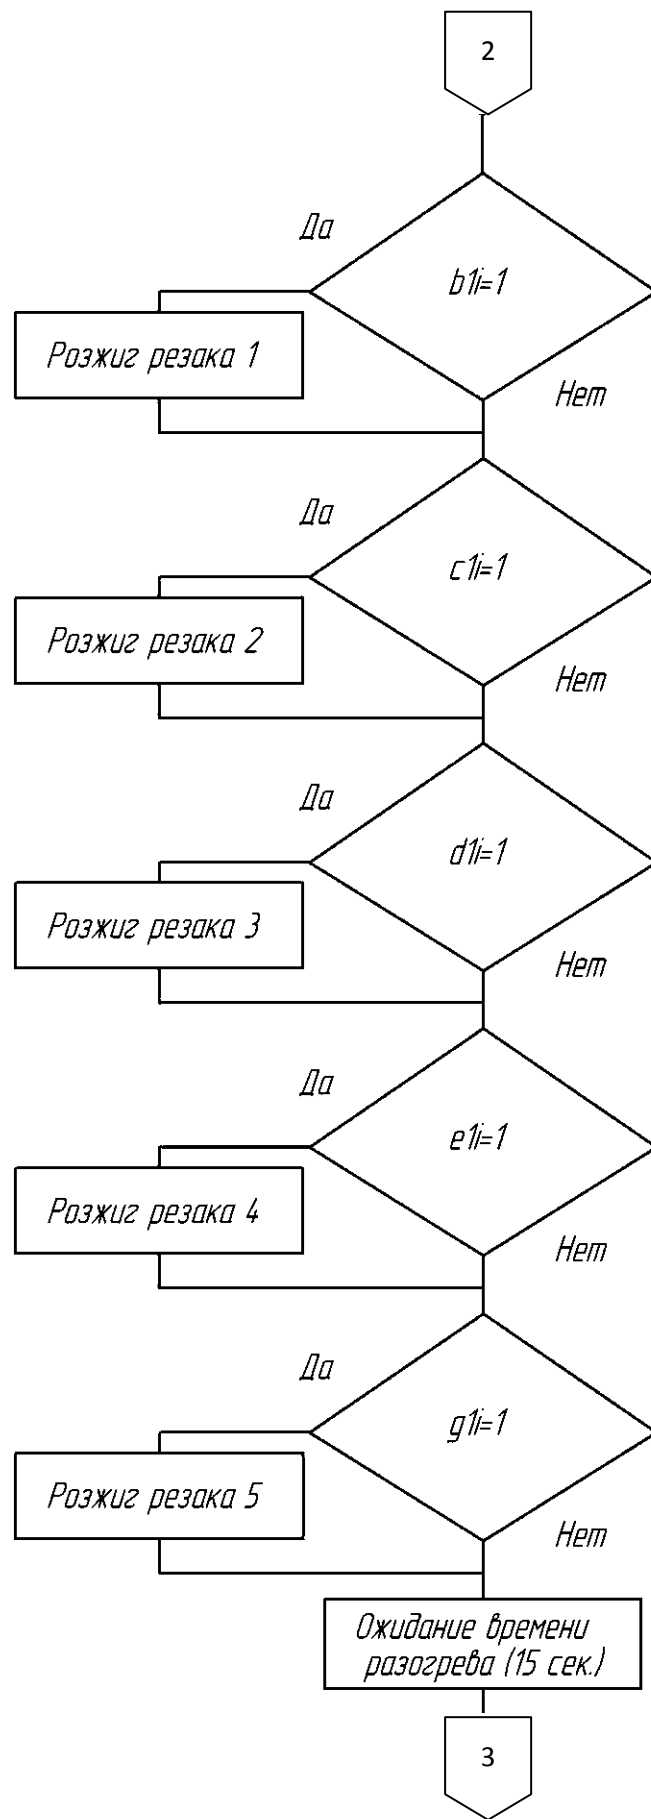 2
Да
b1i=1
Розжиг резака 1
Нет
Да
c1i=1
Розжиг резака 2
Нет
Да
d1i=1
Розжиг резака 3
Нет
Да
e1i=1
Розжиг резака 4
Нет
Да
g1i=1
Розжиг резака 5
Нет
Ожидание времени
разогрева (15 сек.)
3